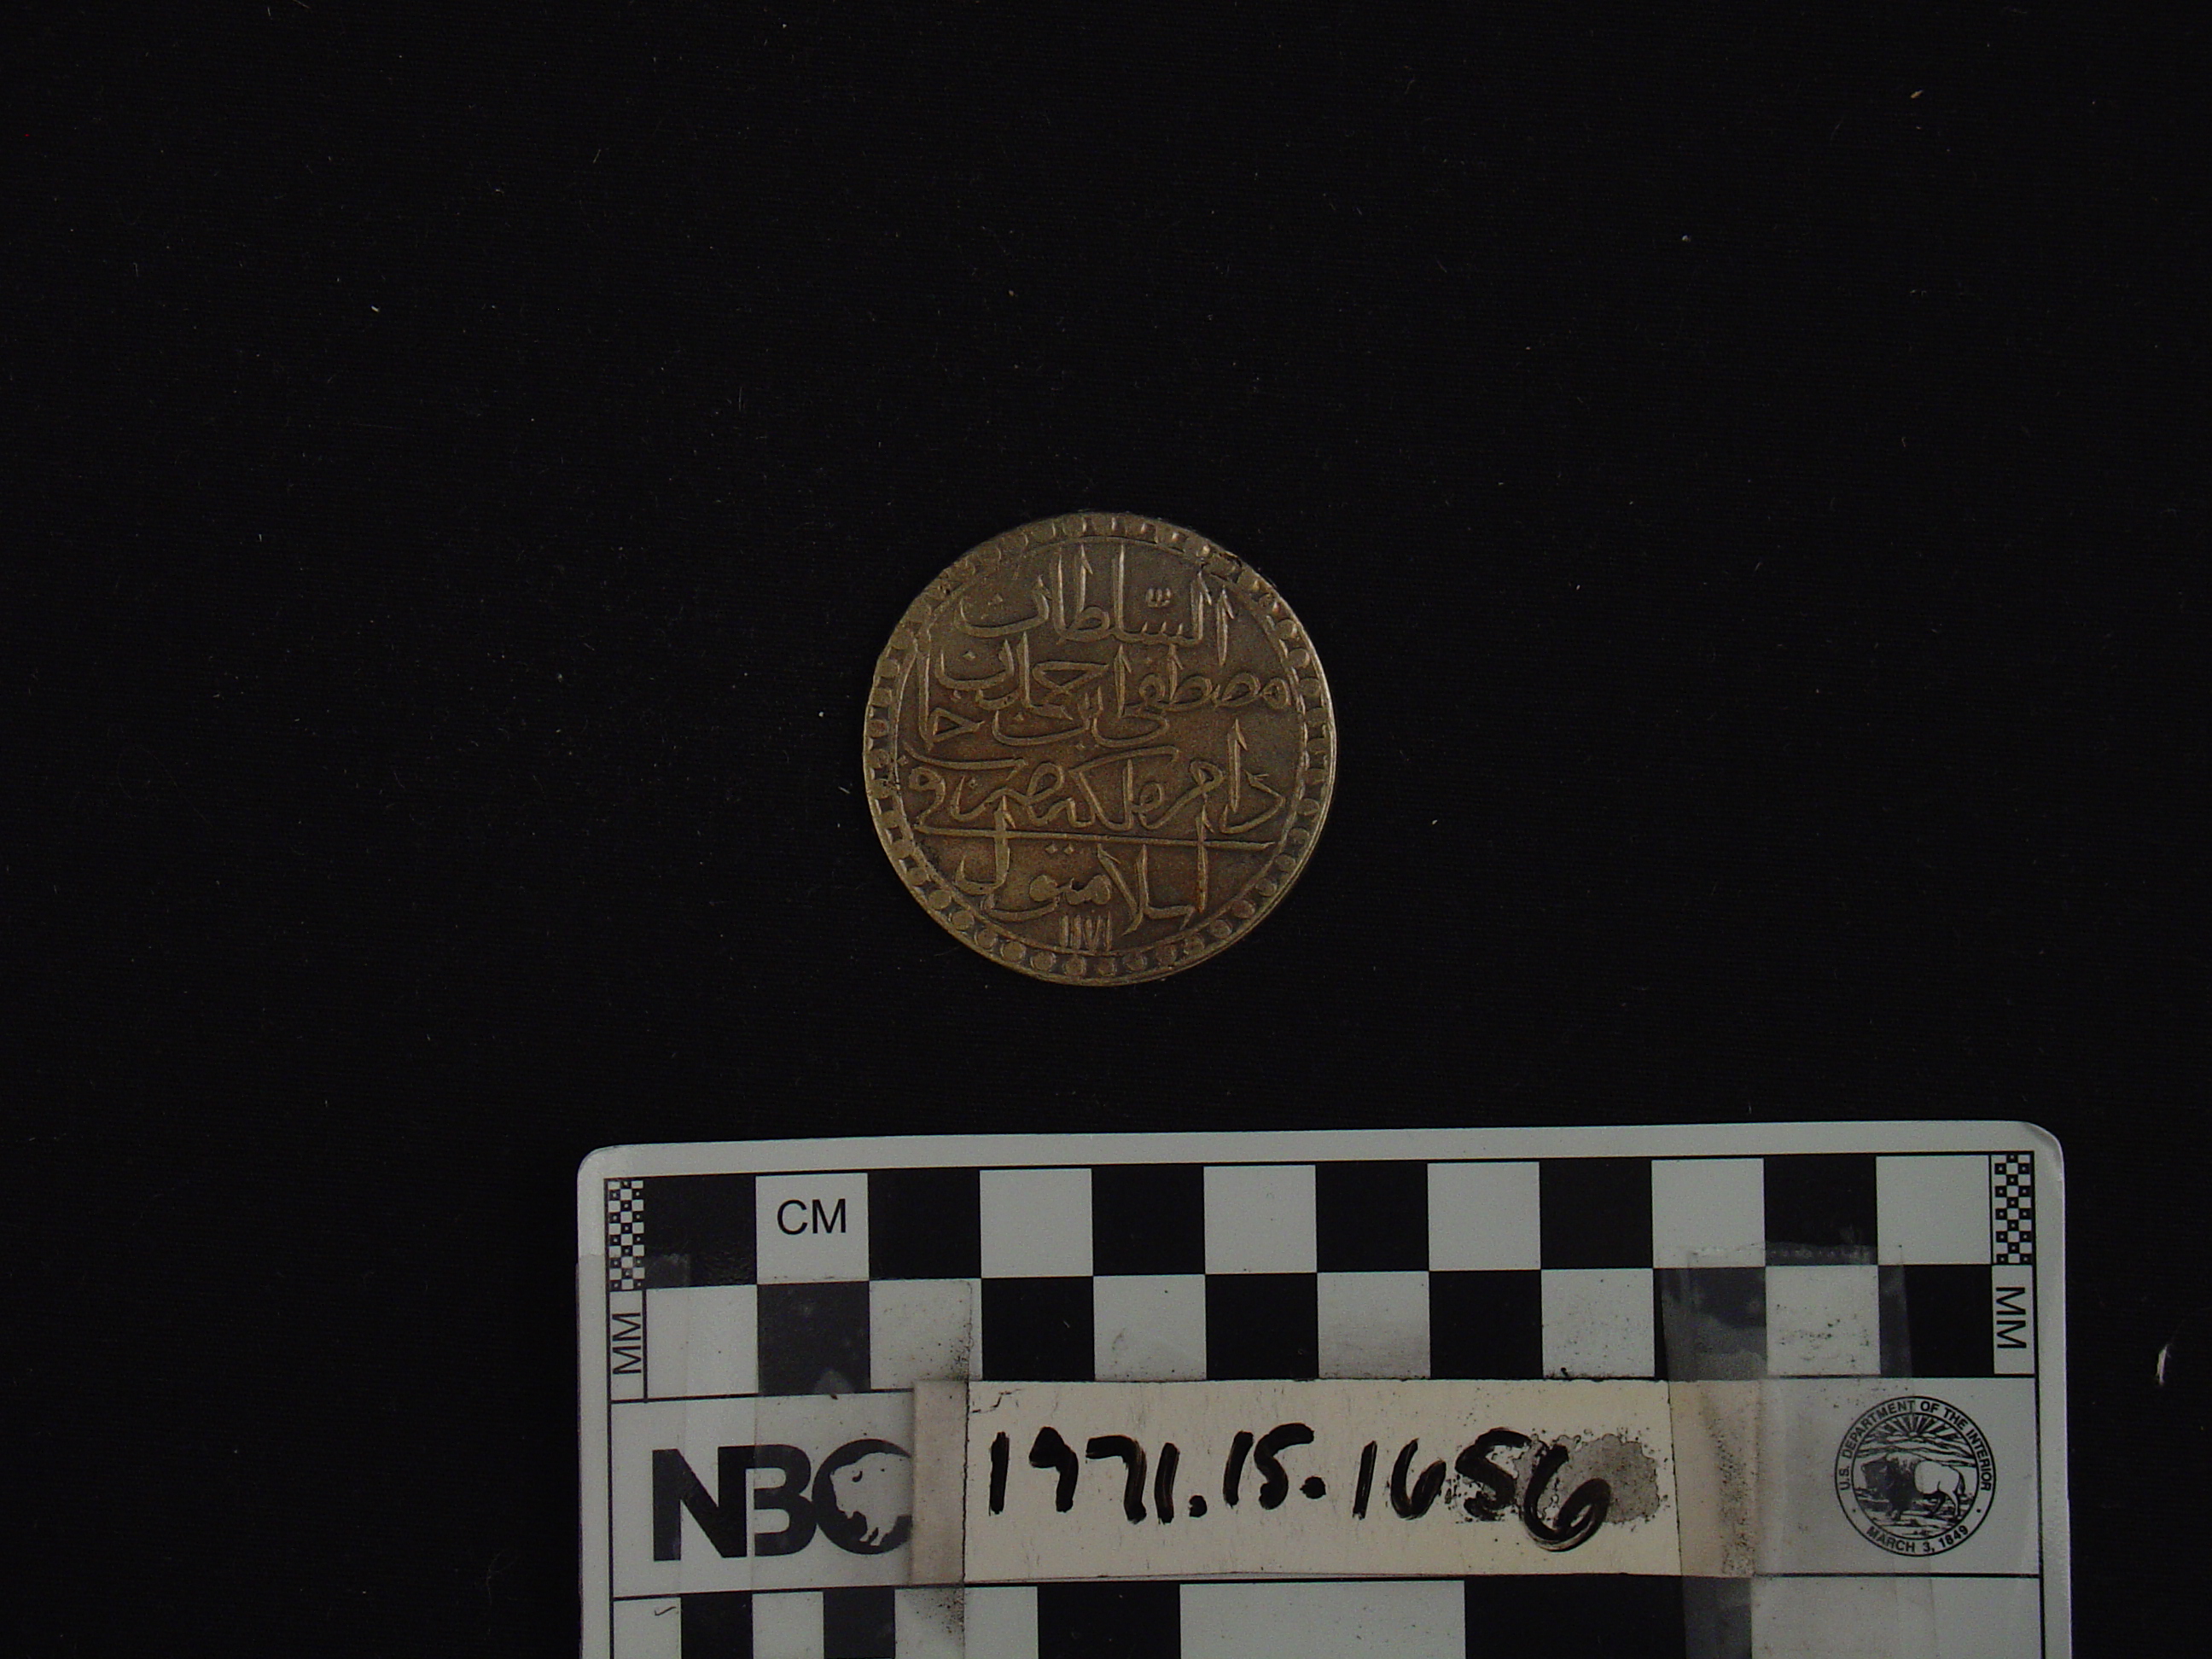 السلطان
مصطفى بن احمد خان
دام ملكه ضرب في
اسلامبول
١١٧١
CM
MM
MM
NBC
1971.15.1656
U.S. DEPARTMENT OF THE INTERIOR
MARCH 3, 1849